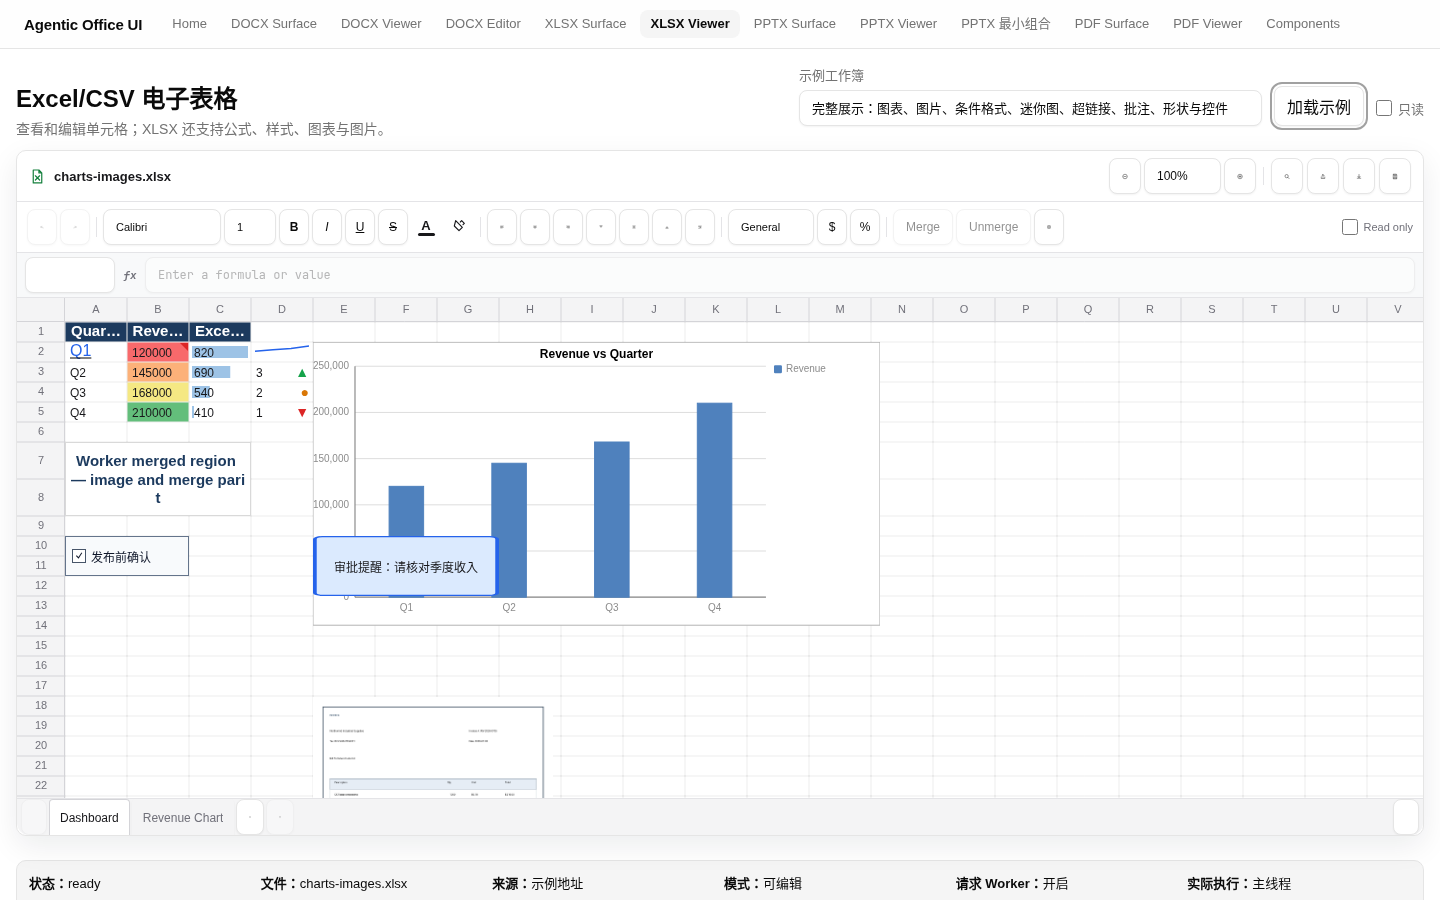 Agentic Office UI Home DOCX Surface DOCX Viewer DOCX Editor XLSX Surface XLSX Viewer PPTX Surface PPTX Viewer PPTX 最小组合 PDF Surface PDF Viewer Components
示例工作簿
Excel/CSV 电子表格
完整展示：图表、图片、条件格式、迷你图、超链接、批注、形状与控件 加载示例 只读
查看和编辑单元格；XLSX 还支持公式、样式、图表与图片。
charts-images.xlsx 100%
Calibri 1 B I U S A General $ % Merge Unmerge Read only
fx Enter a formula or value
A B C D E F G H I J K L M N O P Q R S T U V
1 Quar… Reve… Exce…
2 Q1 120000 820
3 Q2 145000 690 3
4 Q3 168000 540 2
5 Q4 210000 410 1
6
7 Worker merged region
— image and merge pari
8 t
9
10
11 发布前确认
12
13
14
15
16
17
18
19
20
21
22
Revenue vs Quarter
Revenue
250,000
200,000
150,000
100,000
审批提醒：请核对季度收入
0
Q1 Q2 Q3 Q4
Dashboard Revenue Chart
状态：ready 文件：charts-images.xlsx 来源：示例地址 模式：可编辑 请求 Worker：开启 实际执行：主线程